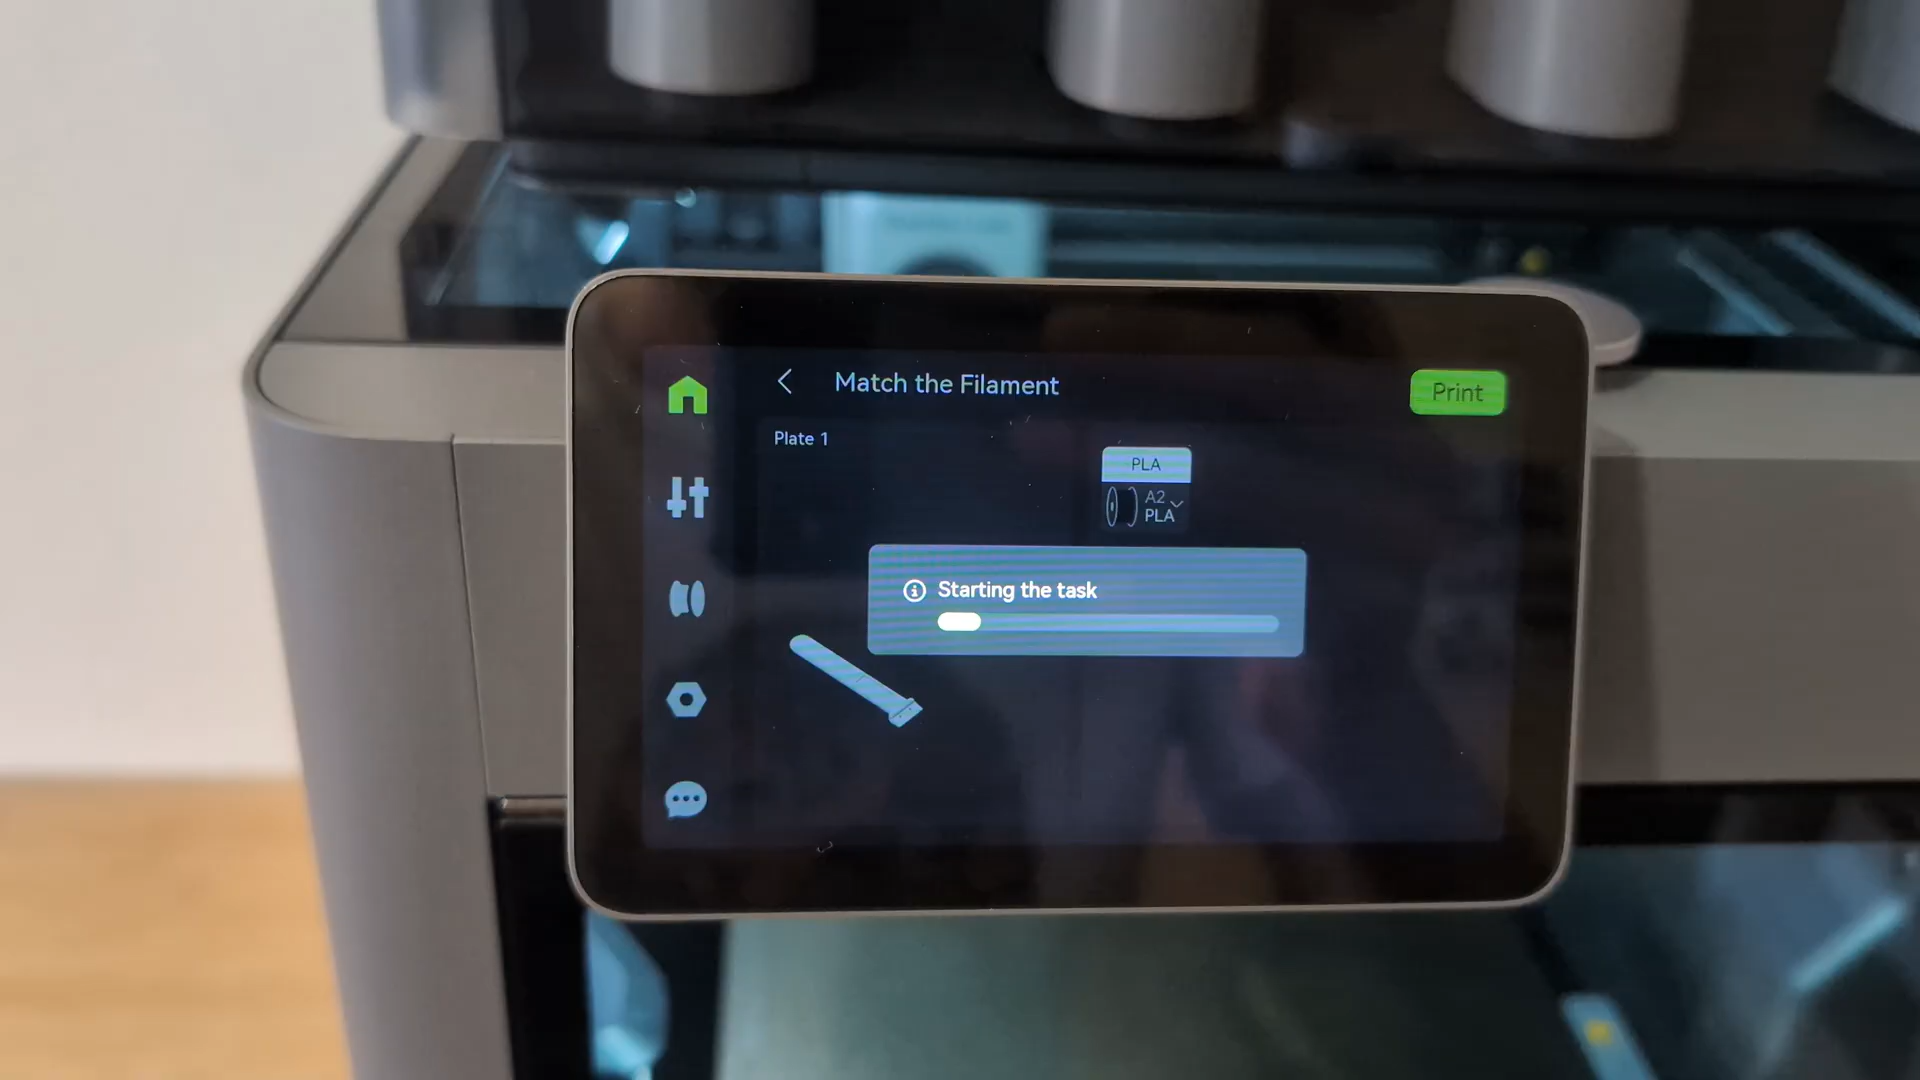 Match the Filament
Print
Plate 1
PLA
A2
PLA
Starting the task